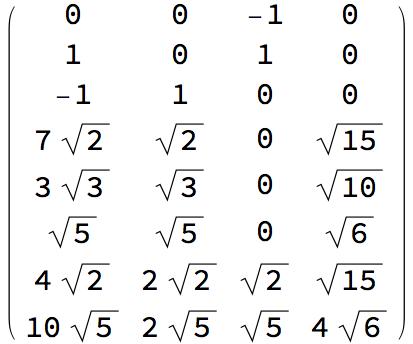 0 0 -1 0
1 0 1 0
-1 1 0 0
7 √2 √2 0 √15
3 √3 √3 0 √10
√5 √5 0 √6
4 √2 2 √2 √2 √15
10 √5 2 √5 √5 4 √6